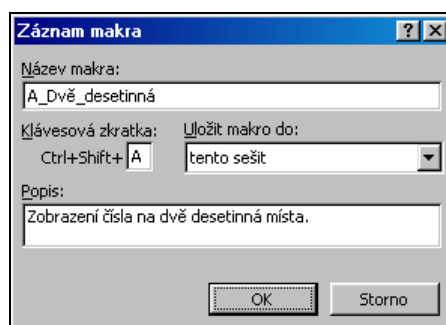 Záznam makra
Název makra:
A_Dvě_desetinná
Klávesová zkratka: Uložit makro do:
Ctrl+Shift+ A tento sešit
Popis:
Zobrazení čísla na dvě desetinná místa.
OK Storno